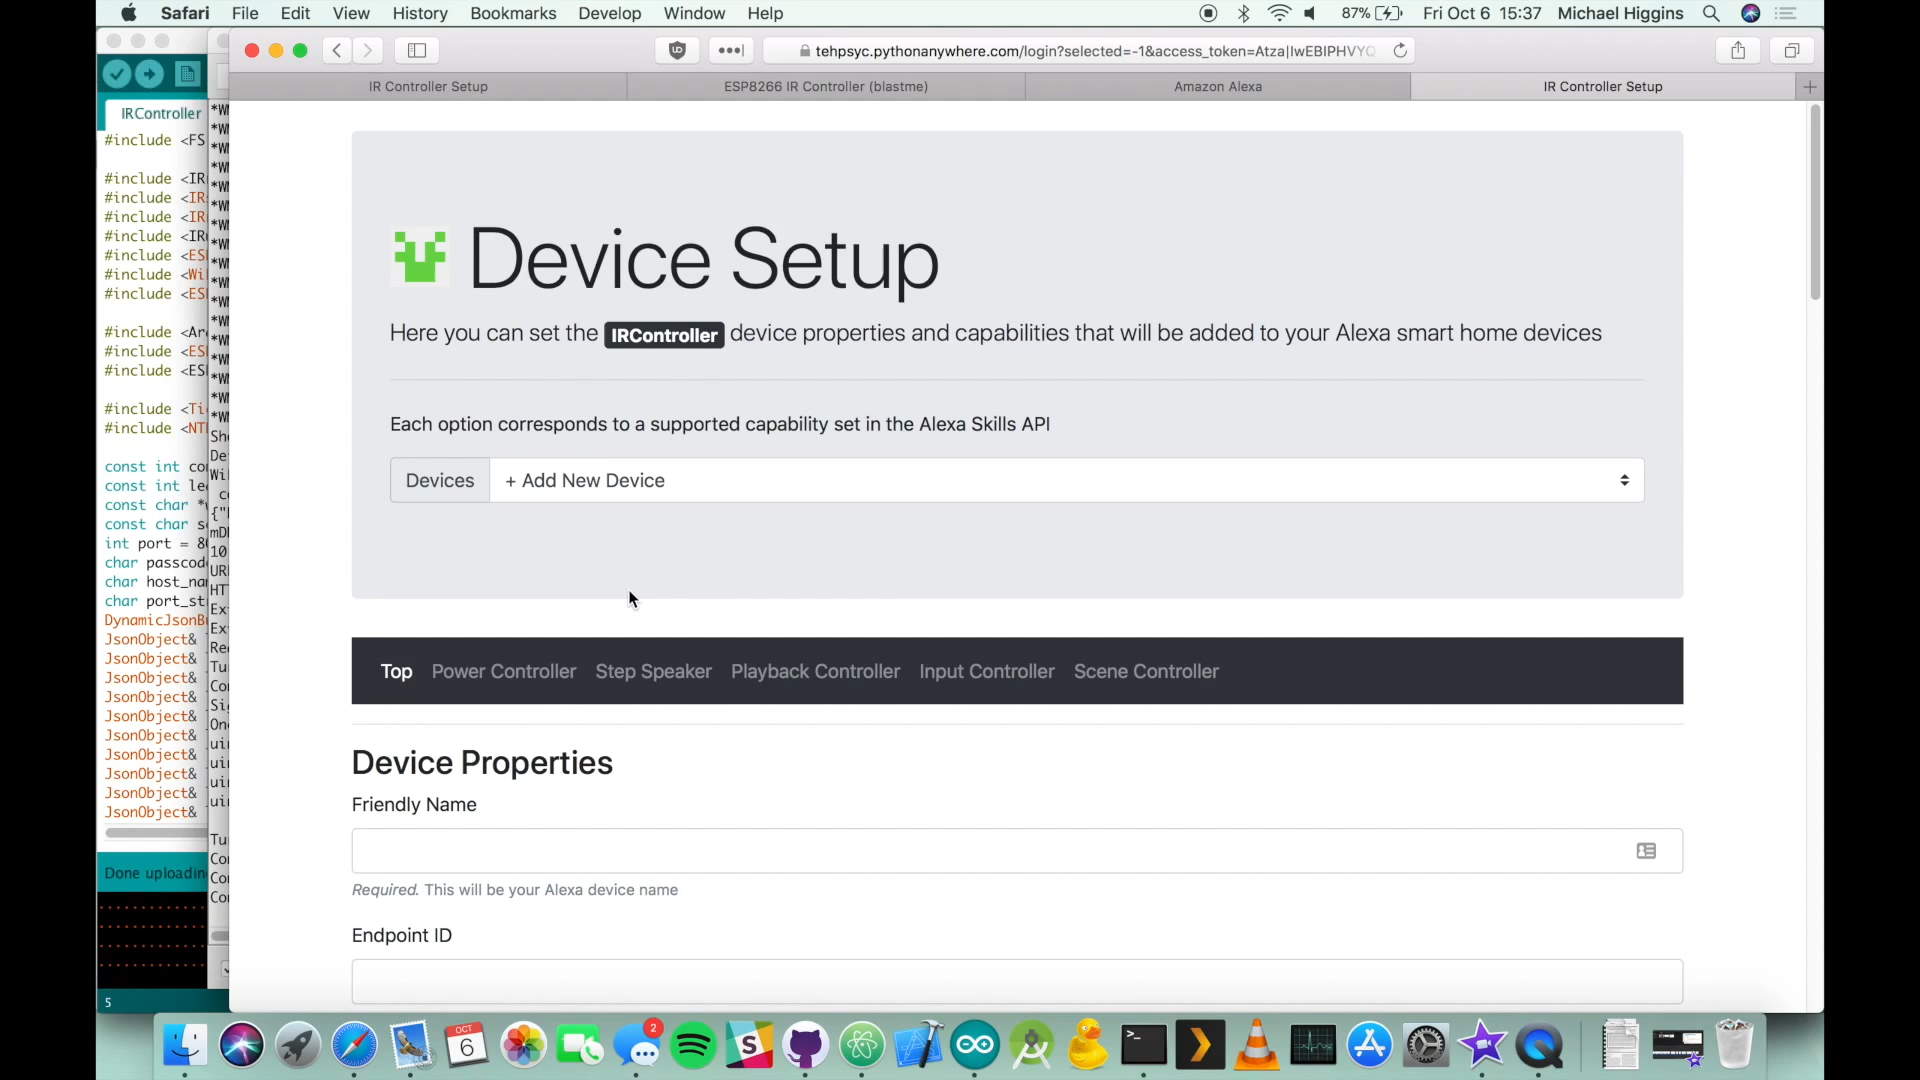 Safari File Edit View History Bookmarks Develop Window Help
87% Fri Oct 6 15:37 Michael Higgins
tehpsyc.pythonanywhere.com/login?selected=-1&access_token=Atza|IwEBIPHVYQ
IR Controller Setup
ESP8266 IR Controller (blastme)
Amazon Alexa
IR Controller Setup
Device Setup
Here you can set the IRController device properties and capabilities that will be added to your Alexa smart home devices
Each option corresponds to a supported capability set in the Alexa Skills API
Devices + Add New Device
Top Power Controller Step Speaker Playback Controller Input Controller Scene Controller
Device Properties
Friendly Name
Required. This will be your Alexa device name
Endpoint ID
IRController
#include <FS
#include <IR
#include <IR
#include <IR
#include <IR
#include <ES
#include <Wi
#include <ES
#include <Ar
#include <ES
#include <ES
#include <Ti
#include <NT
const int co
const int le
const char *
const char s
int port = 8
char passcod
char host_na
char port_st
DynamicJsonB
JsonObject&
JsonObject&
JsonObject&
JsonObject&
JsonObject&
JsonObject&
JsonObject&
JsonObject&
JsonObject&
JsonObject&
Done uploadin
5
OCT
6
2